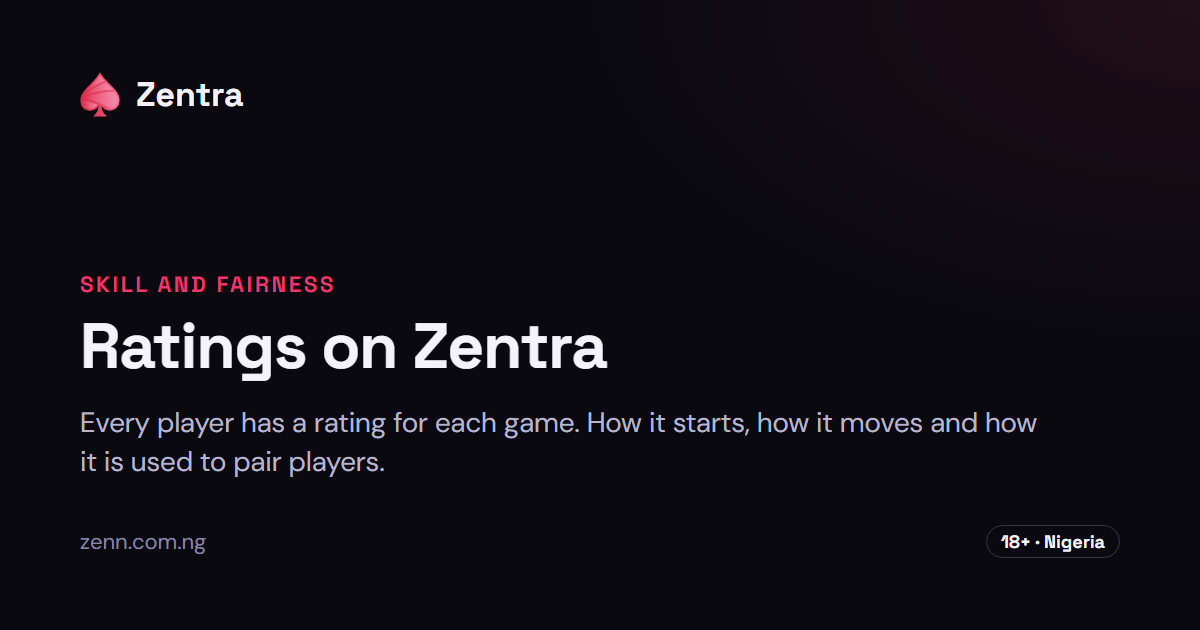 Zentra
SKILL AND FAIRNESS
Ratings on Zentra
Every player has a rating for each game. How it starts, how it moves and how
it is used to pair players.
zenn.com.ng
18+ · Nigeria